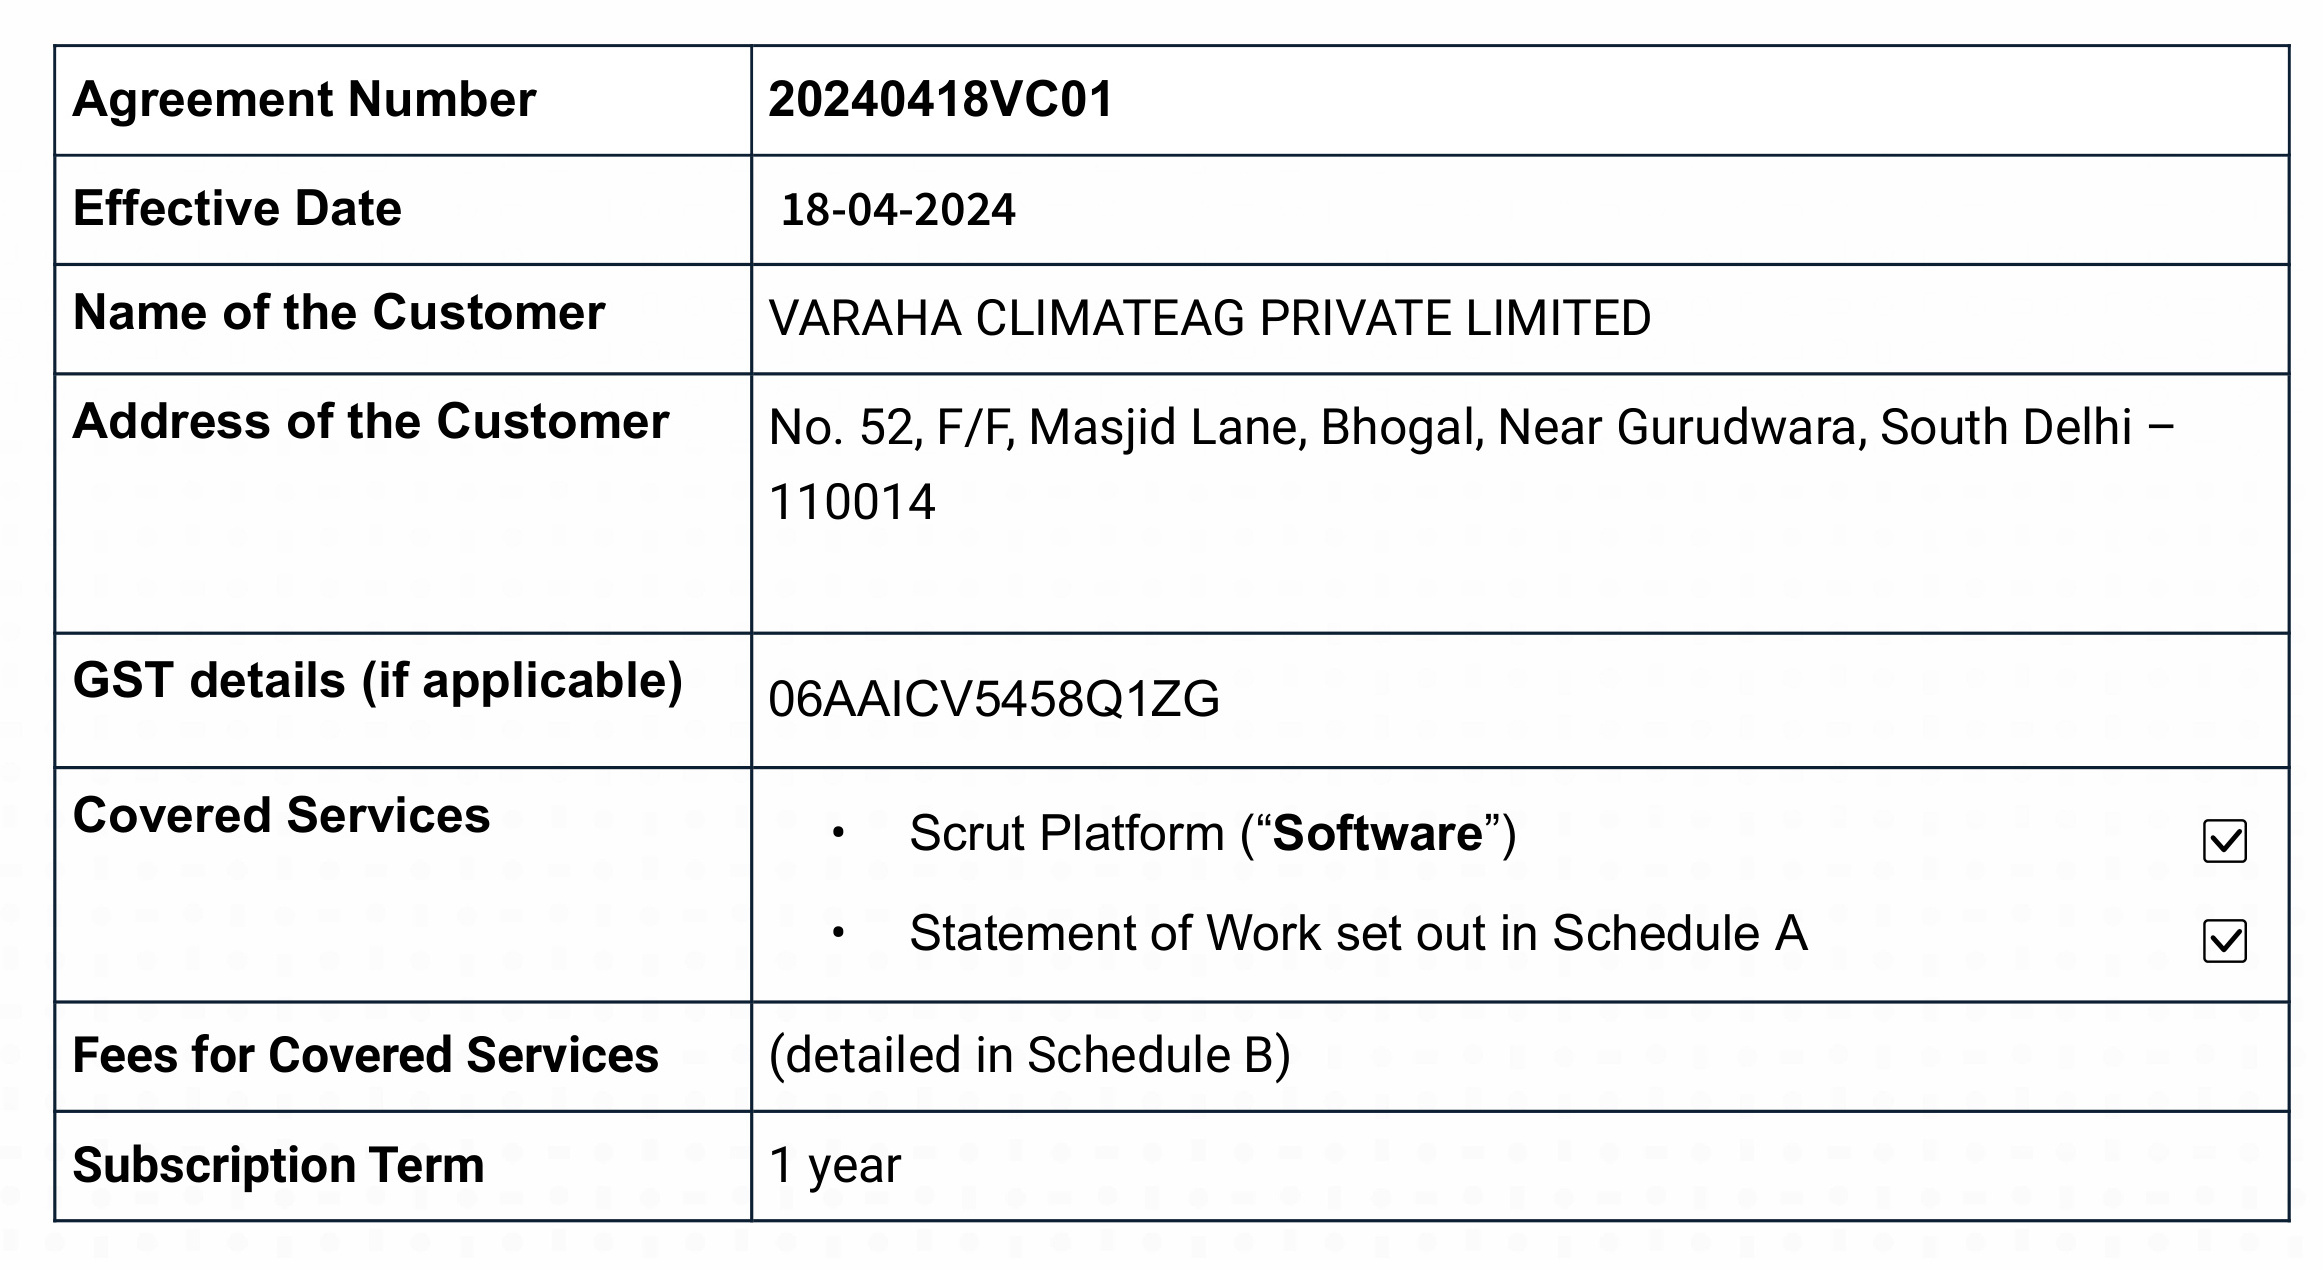 Agreement Number 20240418VC01
Effective Date 18-04-2024
Name of the Customer VARAHA CLIMATEAG PRIVATE LIMITED
Address of the Customer No. 52, F/F, Masjid Lane, Bhogal, Near Gurudwara, South Delhi –
110014
GST details (if applicable) 06AAICV5458Q1ZG
Covered Services
• Scrut Platform (“Software”) ☑
• Statement of Work set out in Schedule A ☑
Fees for Covered Services (detailed in Schedule B)
Subscription Term 1 year